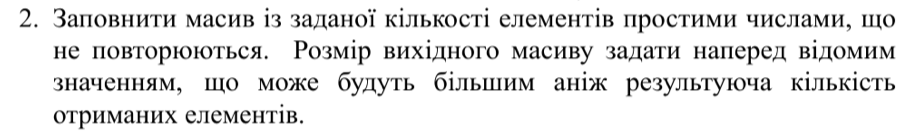 2. Заповнити масив із заданої кількості елементів простими числами, що
не повторюються. Розмір вихідного масиву задати наперед відомим
значенням, що може будуть більшим аніж результуюча кількість
отриманих елементів.